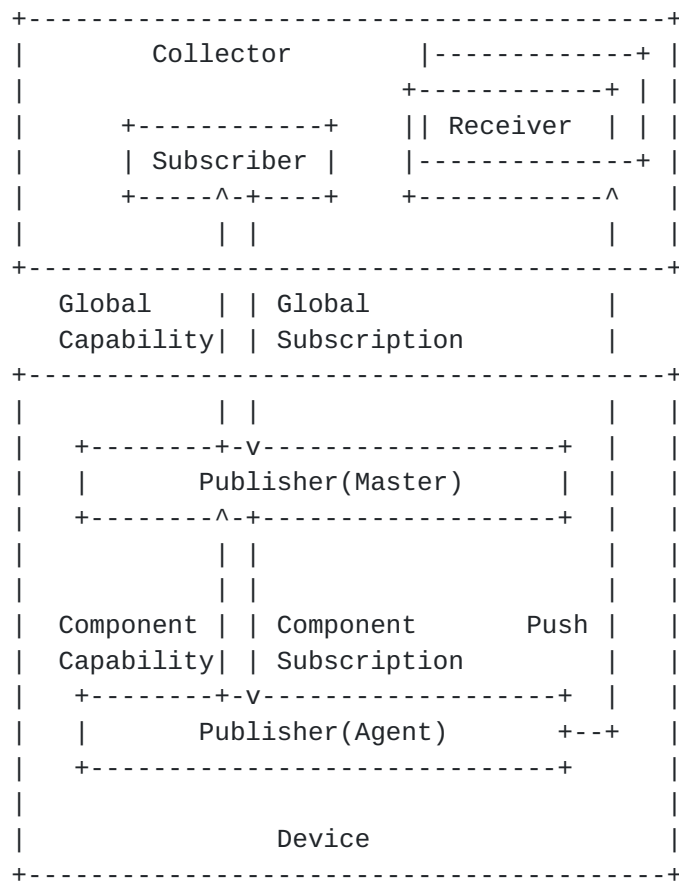 Collector
Receiver
Subscriber
Global Global
Capability Subscription
Publisher(Master)
Component Component Push
Capability Subscription
Publisher(Agent)
Device